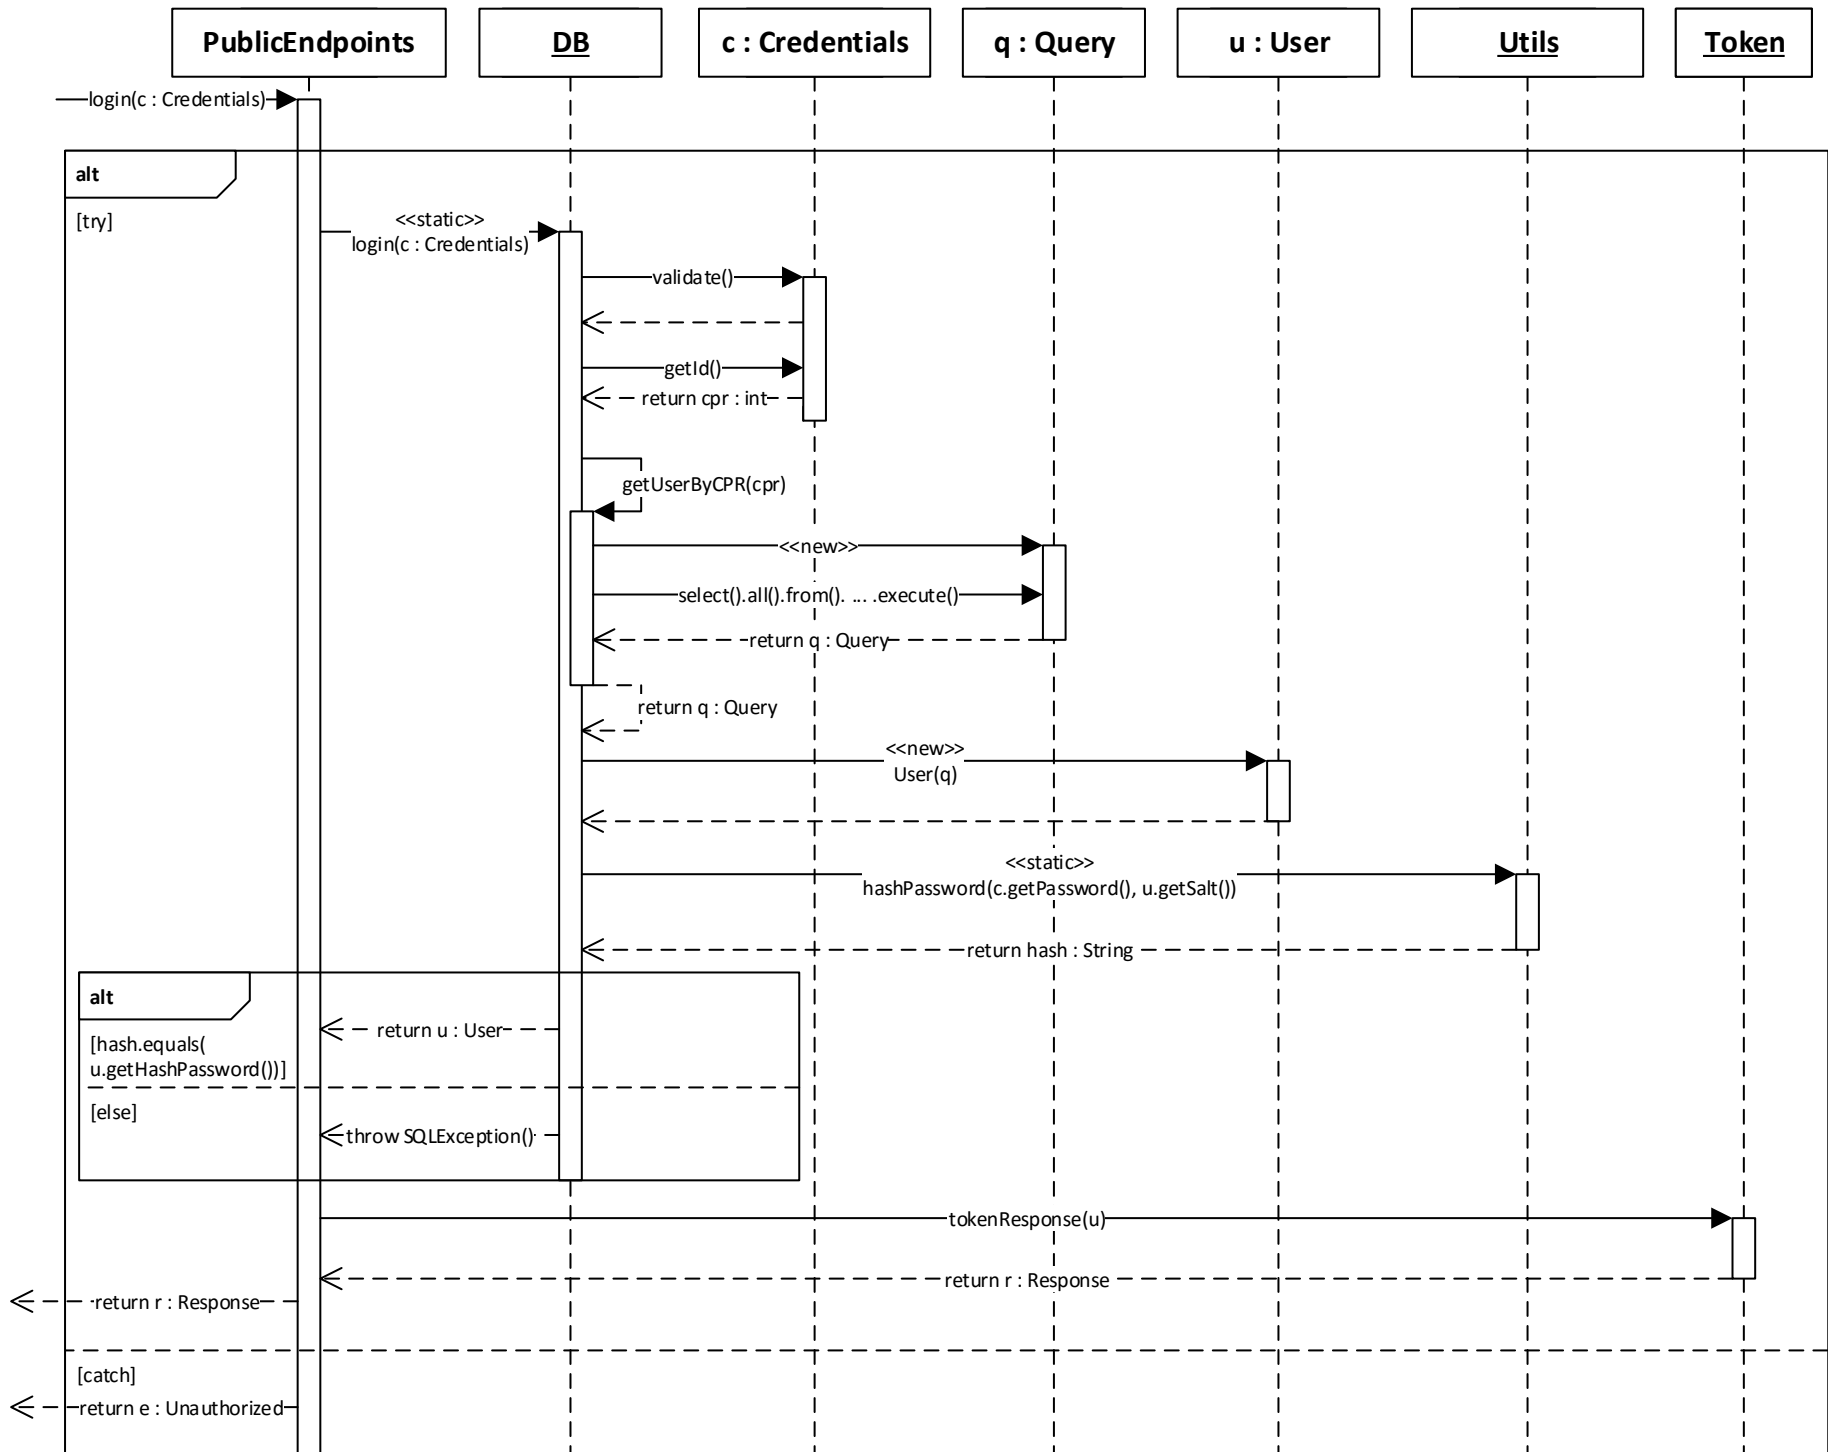 PublicEndpoints
DB
c : Credentials
q : Query
u : User
Utils
Token
login(c : Credentials)
alt
[try]
<<static>>
login(c : Credentials)
validate()
getId()
return cpr : int
getUserByCPR(cpr)
<<new>>
select().all().from(). ... .execute()
return q : Query
return q : Query
<<new>>
User(q)
<<static>>
hashPassword(c.getPassword(), u.getSalt())
return hash : String
alt
return u : User
[hash.equals(
u.getHashPassword())]
[else]
throw SQLException()
tokenResponse(u)
return r : Response
return r : Response
[catch]
return e : Unauthorized